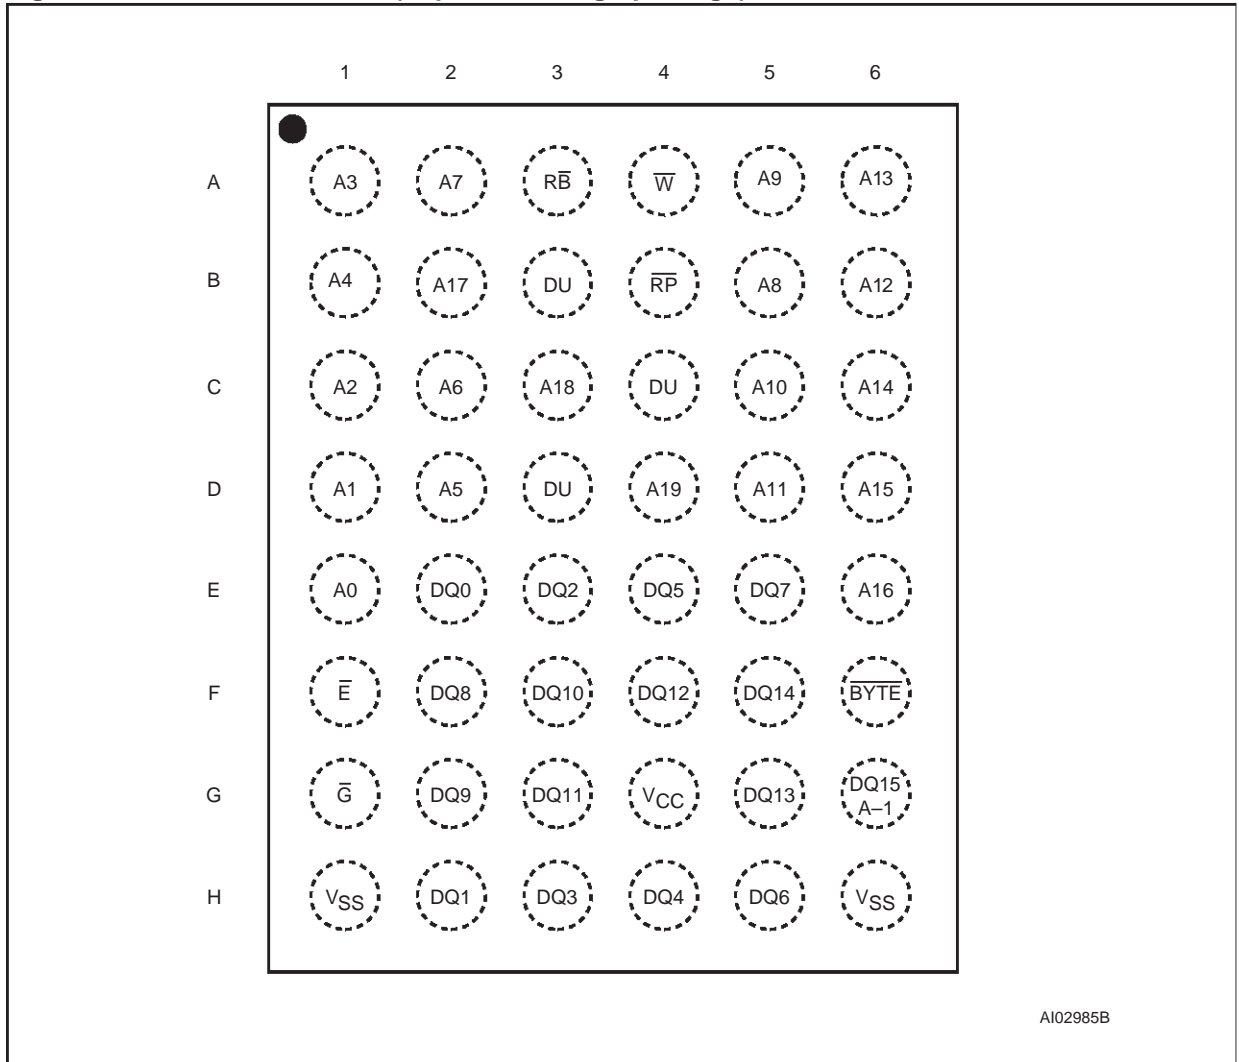 1 2 3 4 5 6
A A3 A7 RB̅ W̅ A9 A13
B A4 A17 DU R̅P̅ A8 A12
C A2 A6 A18 DU A10 A14
D A1 A5 DU A19 A11 A15
E A0 DQ0 DQ2 DQ5 DQ7 A16
F E̅ DQ8 DQ10 DQ12 DQ14 B̅Y̅T̅E̅
G G̅ DQ9 DQ11 VCC DQ13 DQ15
A–1
H VSS DQ1 DQ3 DQ4 DQ6 VSS
AI02985B